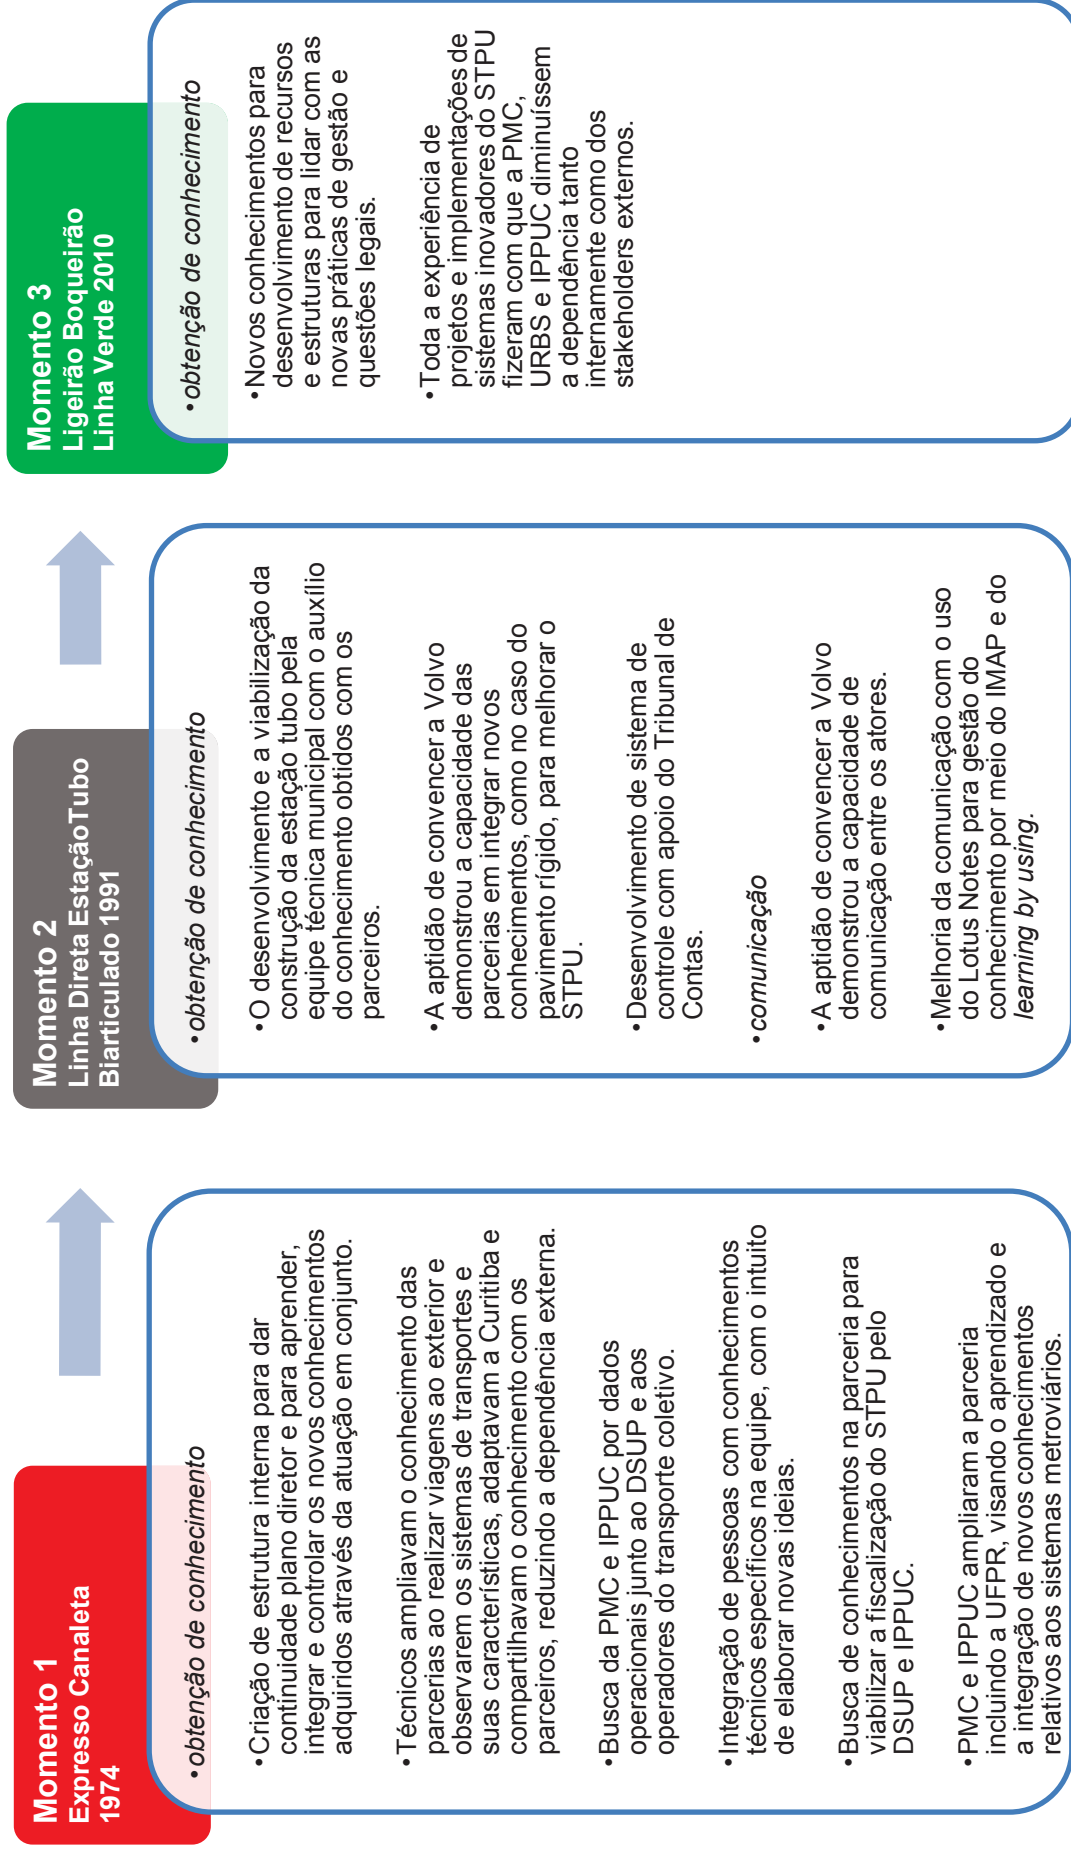 Momento 1
Expresso Canaleta
1974
•obtenção de conhecimento
•Criação de estrutura interna para dar
continuidade plano diretor e para aprender,
integrar e controlar os novos conhecimentos
adquiridos através da atuação em conjunto.
•Técnicos ampliavam o conhecimento das
parcerias ao realizar viagens ao exterior e
observarem os sistemas de transportes e
suas características, adaptavam a Curitiba e
compartilhavam o conhecimento com os
parceiros, reduzindo a dependência externa.
•Busca da PMC e IPPUC por dados
operacionais junto ao DSUP e aos
operadores do transporte coletivo.
•Integração de pessoas com conhecimentos
técnicos específicos na equipe, com o intuito
de elaborar novas ideias.
•Busca de conhecimentos na parceria para
viabilizar a fiscalização do STPU pelo
DSUP e IPPUC.
•PMC e IPPUC ampliaram a parceria
incluindo a UFPR, visando o aprendizado e
a integração de novos conhecimentos
relativos aos sistemas metroviários.
Momento 2
Linha Direta EstaçãoTubo
Biarticulado 1991
•obtenção de conhecimento
•O desenvolvimento e a viabilização da
construção da estação tubo pela
equipe técnica municipal com o auxílio
do conhecimento obtidos com os
parceiros.
•A aptidão de convencer a Volvo
demonstrou a capacidade das
parcerias em integrar novos
conhecimentos, como no caso do
pavimento rígido, para melhorar o
STPU.
•Desenvolvimento de sistema de
controle com apoio do Tribunal de
Contas.
•comunicação
•A aptidão de convencer a Volvo
demonstrou a capacidade de
comunicação entre os atores.
•Melhoria da comunicação com o uso
do Lotus Notes para gestão do
conhecimento por meio do IMAP e do
learning by using.
Momento 3
Ligeirão Boqueirão
Linha Verde 2010
•obtenção de conhecimento
•Novos conhecimentos para
desenvolvimento de recursos
e estruturas para lidar com as
novas práticas de gestão e
questões legais.
•Toda a experiência de
projetos e implementações de
sistemas inovadores do STPU
fizeram com que a PMC,
URBS e IPPUC diminuíssem
a dependência tanto
internamente como dos
stakeholders externos.